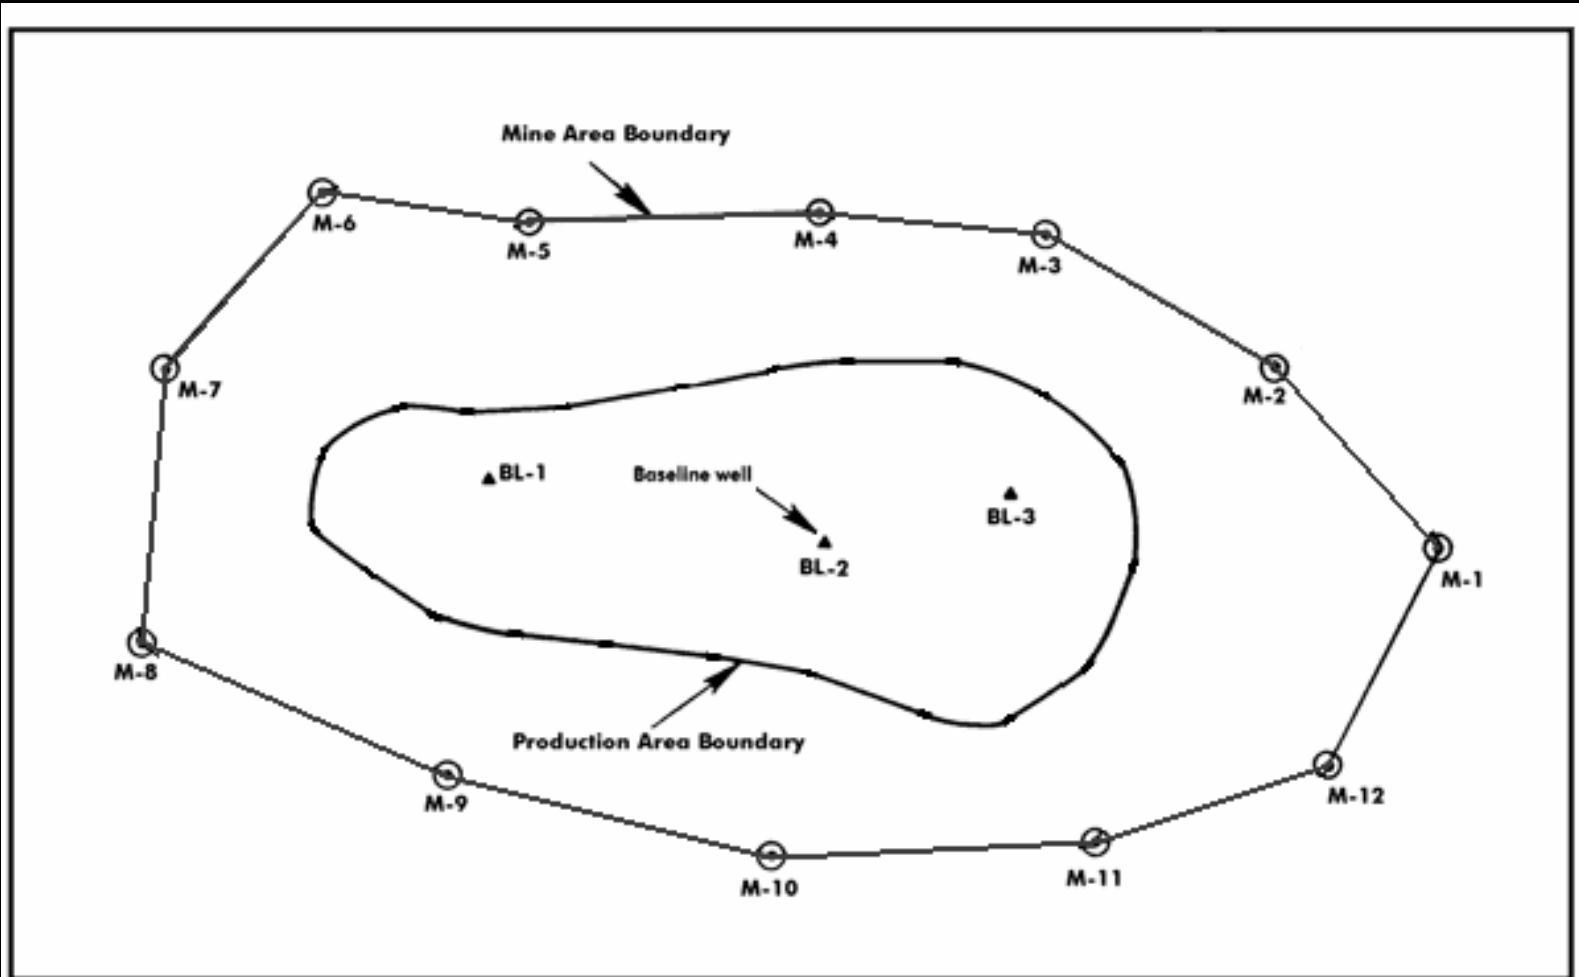 Mine Area Boundary
M-6
M-5
M-4
M-3
M-7
M-2
BL-1
Baseline well
BL-3
BL-2
M-1
M-8
Production Area Boundary
M-9
M-12
M-10
M-11